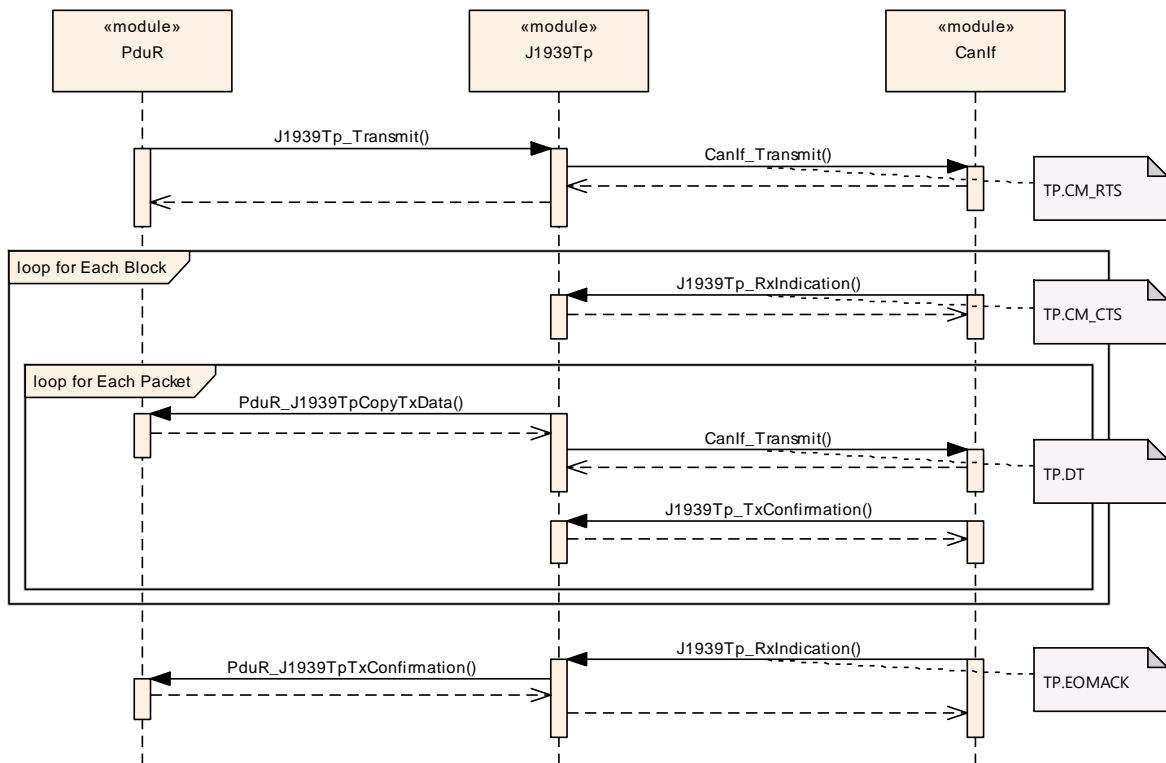 «module»
PduR
«module»
J1939Tp
«module»
CanIf
J1939Tp_Transmit()
CanIf_Transmit()
TP.CM_RTS
loop for Each Block
J1939Tp_RxIndication()
TP.CM_CTS
loop for Each Packet
PduR_J1939TpCopyTxData()
CanIf_Transmit()
TP.DT
J1939Tp_TxConfirmation()
J1939Tp_RxIndication()
PduR_J1939TpTxConfirmation()
TP.EOMACK